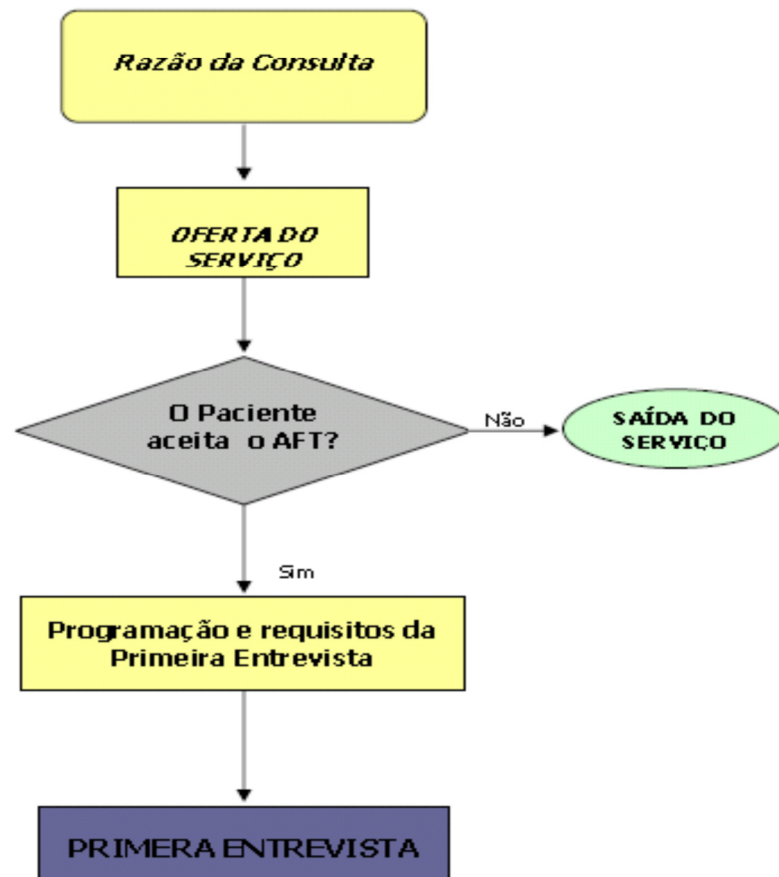 Razão da Consulta
OFERTA DO
SERVIÇO
O Paciente
aceita o AFT?
Não
SAÍDA DO
SERVIÇO
Sim
Programação e requisitos da
Primeira Entrevista
PRIMERA ENTREVISTA